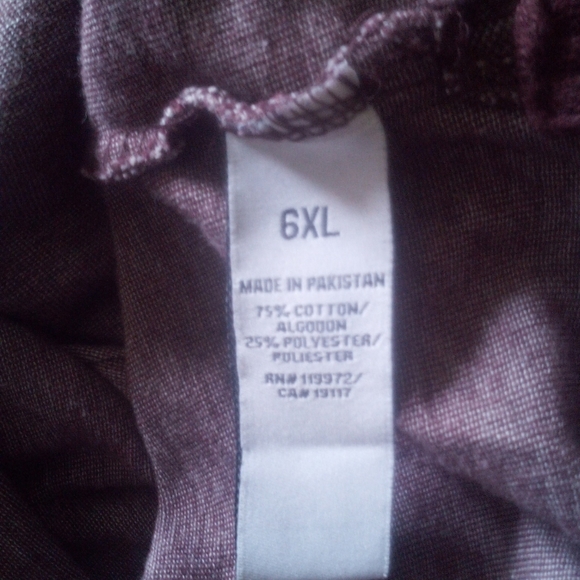 6XL
MADE IN PAKISTAN
75% COTTON/
ALGODON
25% POLYESTER/
POLIESTER
RN# 119972/
CA# 19117